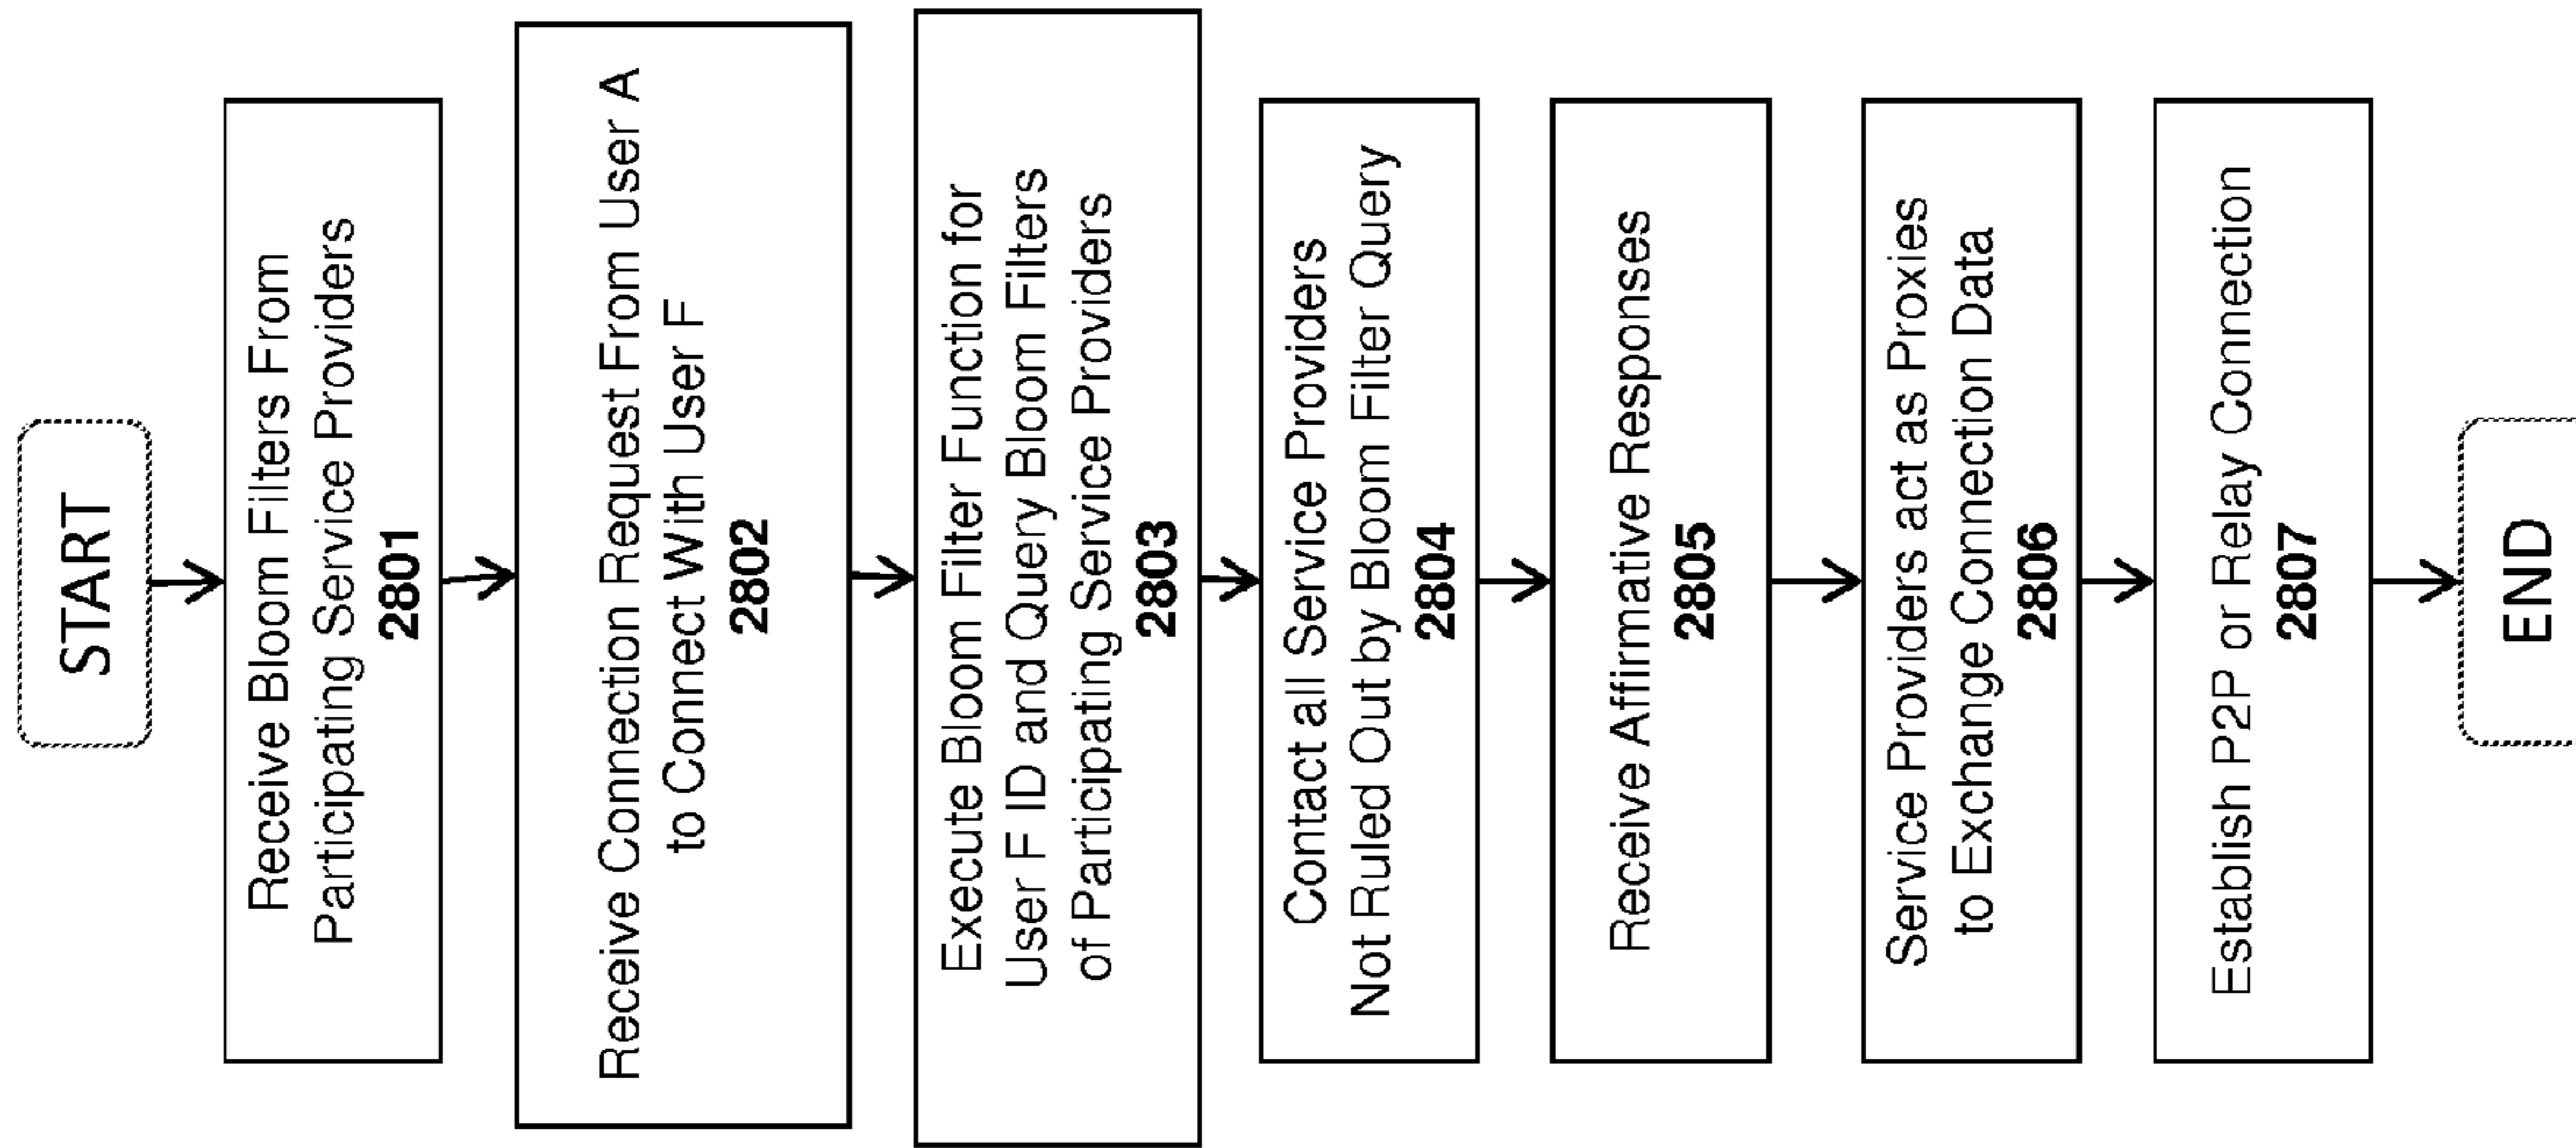 START
Receive Bloom Filters From
Participating Service Providers
2801
Receive Connection Request From User A
to Connect With User F
2802
Execute Bloom Filter Function for
User F ID and Query Bloom Filters
of Participating Service Providers
2803
Contact all Service Providers
Not Ruled Out by Bloom Filter Query
2804
Receive Affirmative Responses
2805
Service Providers act as Proxies
to Exchange Connection Data
2806
Establish P2P or Relay Connection
2807
END